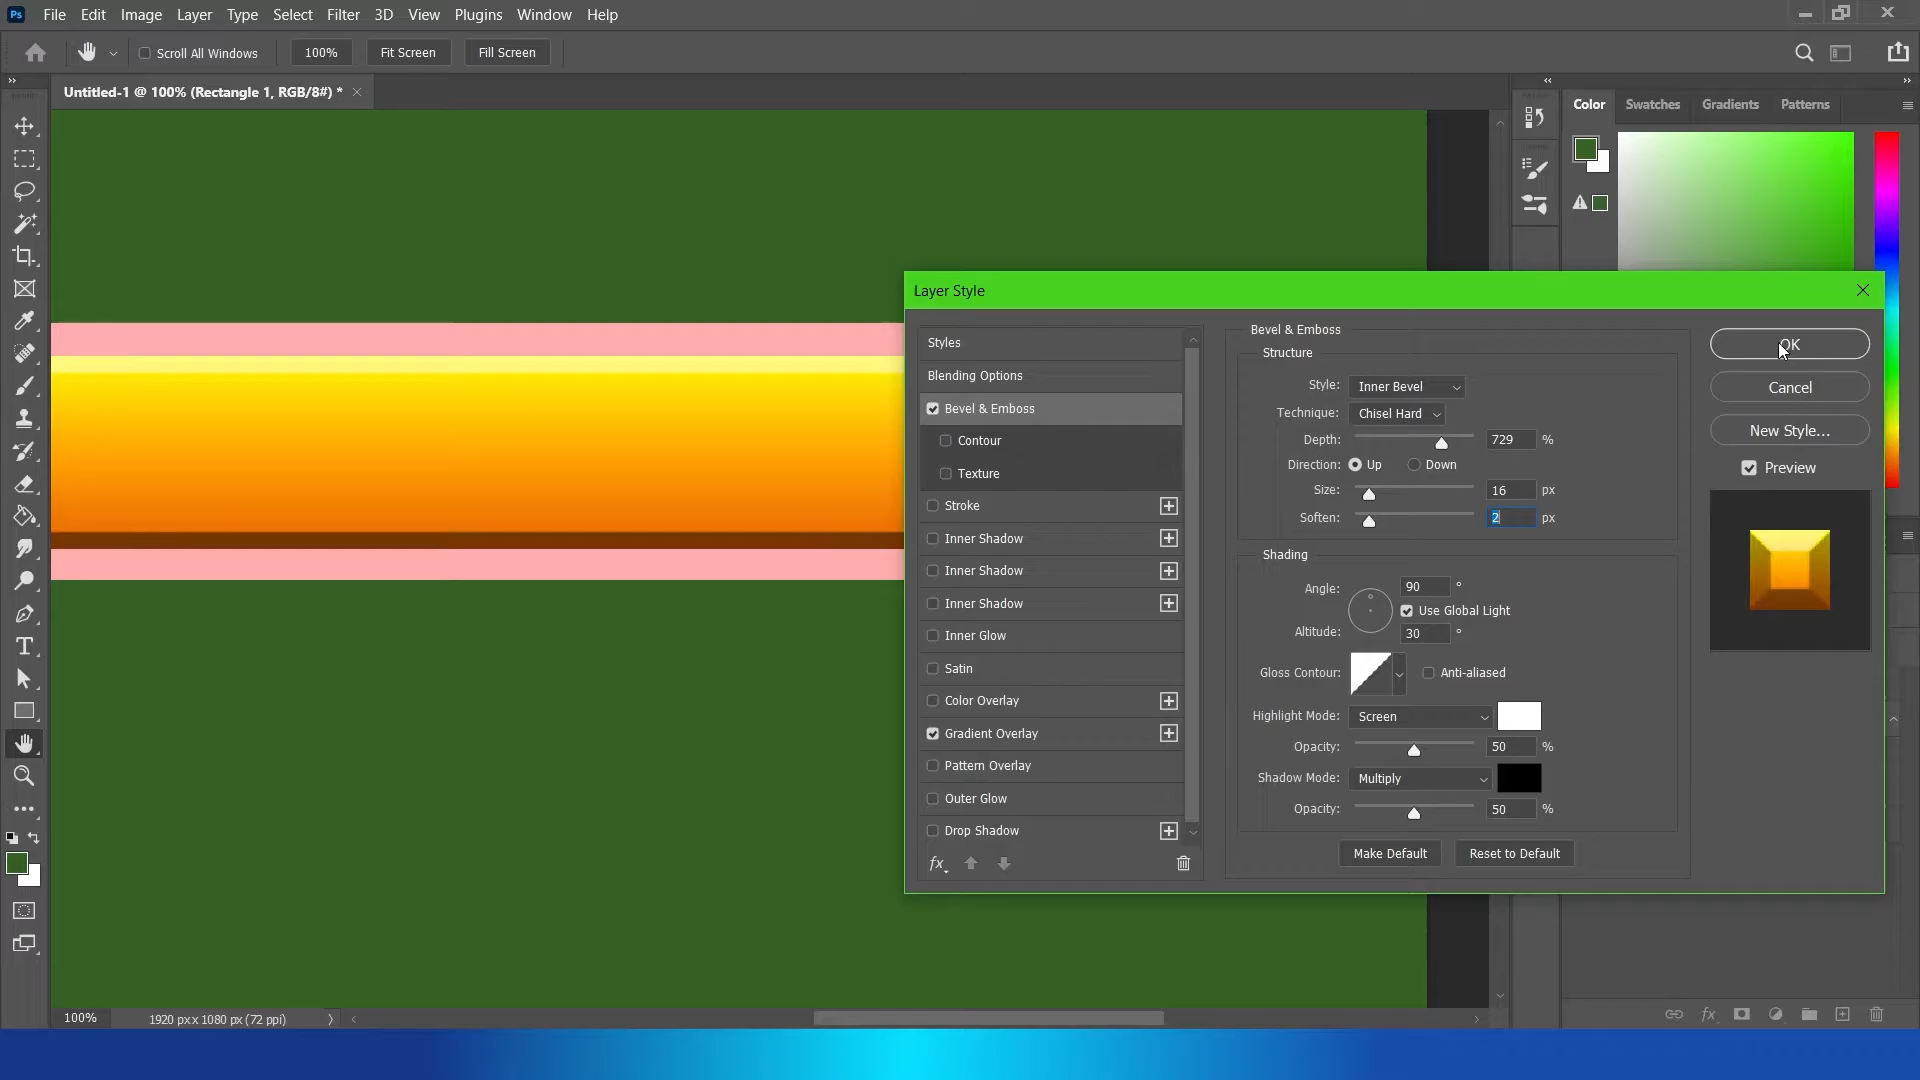 Ps File Edit Image Layer Type Select Filter 3D View Plugins Window Help
Scroll All Windows 100% Fit Screen Fill Screen
Untitled-1 @ 100% (Rectangle 1, RGB/8#) *
Color Swatches Gradients Patterns
Layer Style
Styles
Blending Options
Bevel & Emboss
Contour
Texture
Stroke
Inner Shadow
Inner Shadow
Inner Shadow
Inner Glow
Satin
Color Overlay
Gradient Overlay
Pattern Overlay
Outer Glow
Drop Shadow
fx
Bevel & Emboss
Structure
Style: Inner Bevel
Technique: Chisel Hard
Depth: 729 %
Direction: Up Down
Size: 16 px
Soften: 2 px
Shading
Angle: 90 °
Use Global Light
Altitude: 30 °
Gloss Contour: Anti-aliased
Highlight Mode: Screen
Opacity: 50 %
Shadow Mode: Multiply
Opacity: 50 %
Make Default Reset to Default
OK
Cancel
New Style...
Preview
T
100% 1920 px x 1080 px (72 ppi)
fx